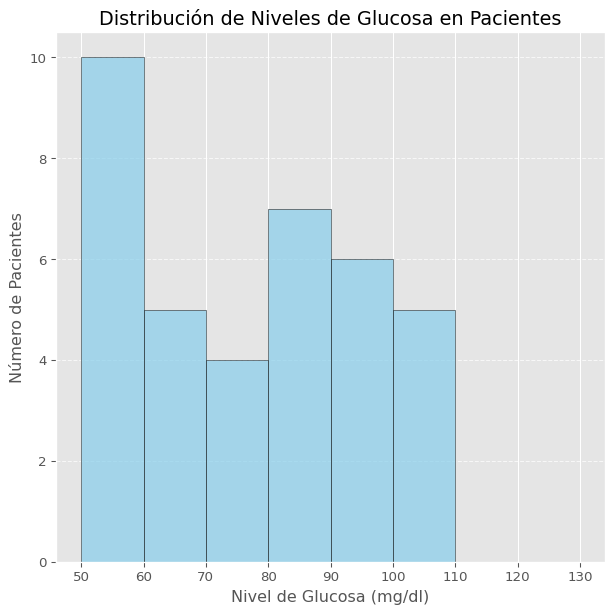 Distribución de Niveles de Glucosa en Pacientes
10
8
6
4
2
0
Número de Pacientes
50 60 70 80 90 100 110 120 130
Nivel de Glucosa (mg/dl)